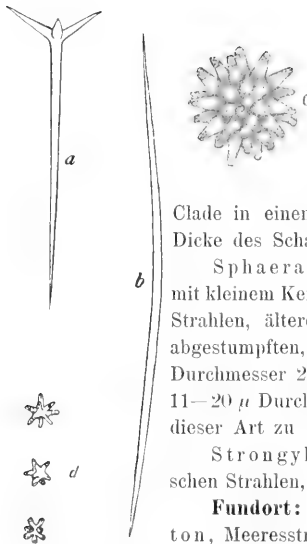 a
c
b
d
Clade in einer
Dicke des Scha
Sphaera
mit kleinem Ke
Strahlen, älter
abgestumpften,
Durchmesser 2
11—20 µ Durch
dieser Art zu
Strongyl
schen Strahlen,
Fundort:
ton, Meeresstr